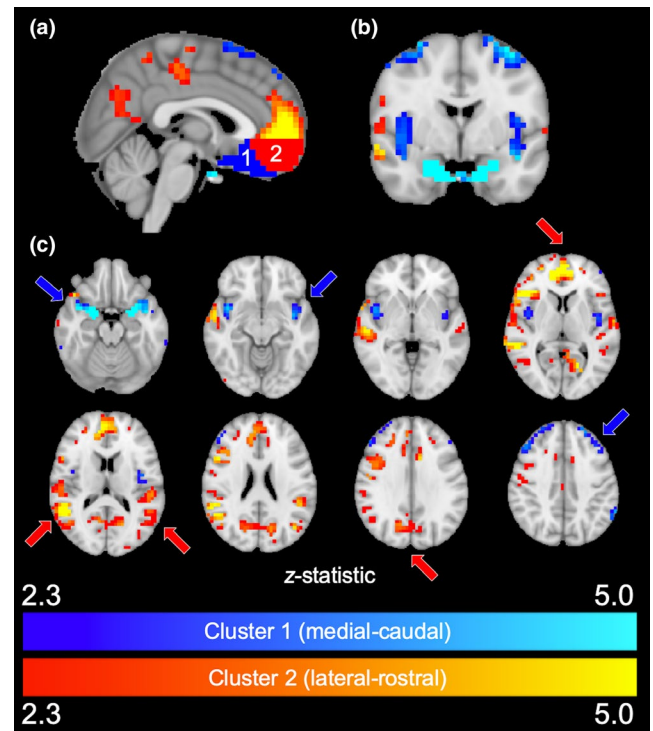 (a)
(b)
1
2
(c)
z-statistic
2.3 5.0
Cluster 1 (medial-caudal)
Cluster 2 (lateral-rostral)
2.3 5.0